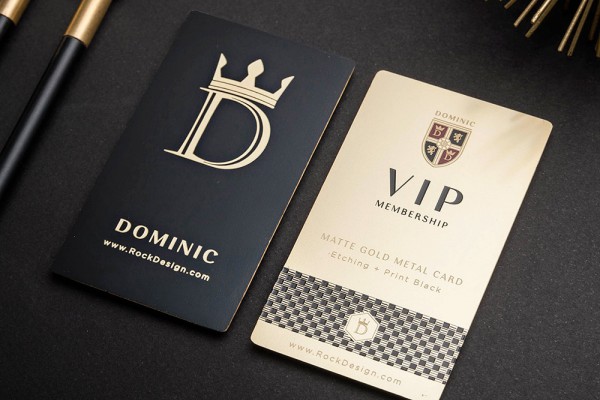 D
DOMINIC
www.RockDesign.com
DOMINIC
D
D
VIP
MEMBERSHIP
MATTE GOLD METAL CARD
Etching + Print Black
D
www.RockDesign.com